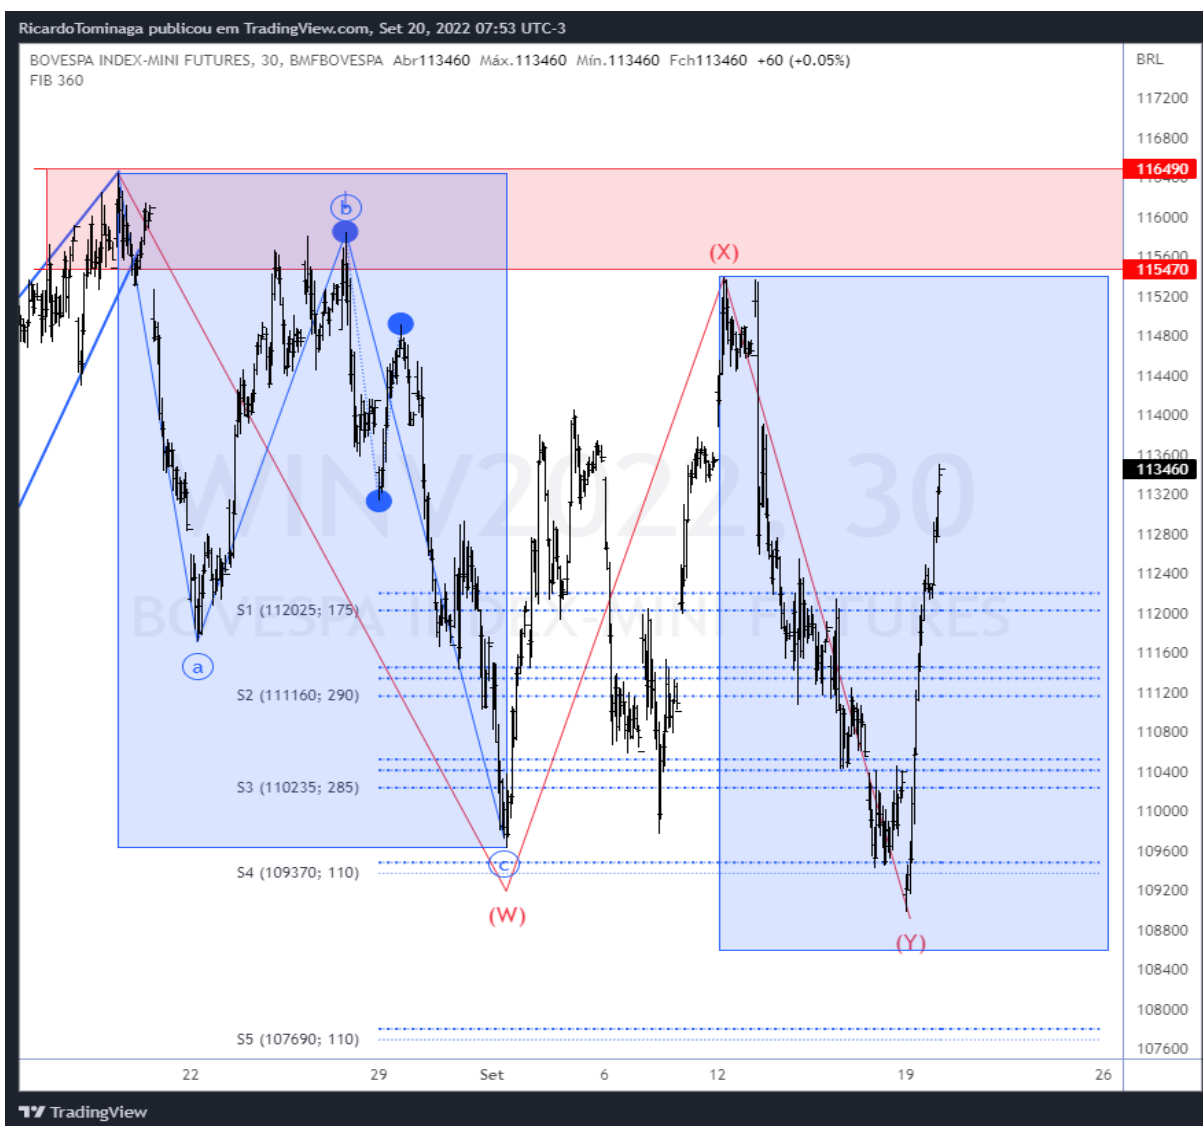 RicardoTominaga publicou em TradingView.com, Set 20, 2022 07:53 UTC-3
BOVESPA INDEX-MINI FUTURES, 30, BMFBOVESPA Abr113460 Máx.113460 Mín.113460 Fch113460 +60 (+0.05%)
BRL
FIB 360
117200
116800
116490
116000
115600
115470
115200
114800
114400
114000
113600
113460
113200
112800
112400
112000
111600
111200
110800
110400
110000
109600
109200
108800
108400
108000
107600
b
(X)
WINV2022, 30
BOVESPA INDEX-MINI FUTURES
S1 (112025; 175)
a
S2 (111160; 290)
S3 (110235; 285)
c
S4 (109370; 110)
(W)
(Y)
S5 (107690; 110)
22 29 Set 6 12 19 26
TradingView